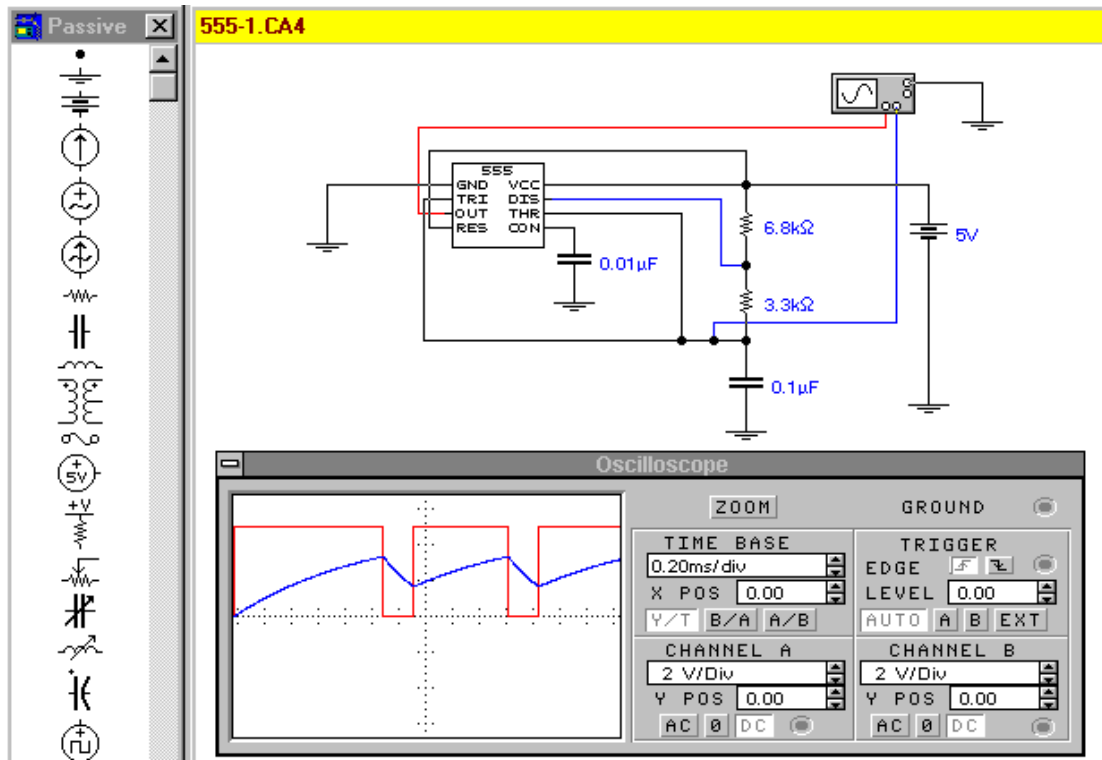 Passive
555-1.CA4
5V
+V
555
GND VCC
TRI DIS
OUT THR
RES CON
0.01µF
6.8kΩ
5V
3.3kΩ
0.1µF
Oscilloscope
ZOOM
GROUND
TIME BASE
0.20ms/div
X POS 0.00
Y/T B/A A/B
TRIGGER
EDGE
LEVEL 0.00
AUTO A B EXT
CHANNEL A
2 V/Div
Y POS 0.00
AC 0 DC
CHANNEL B
2 V/Div
Y POS 0.00
AC 0 DC